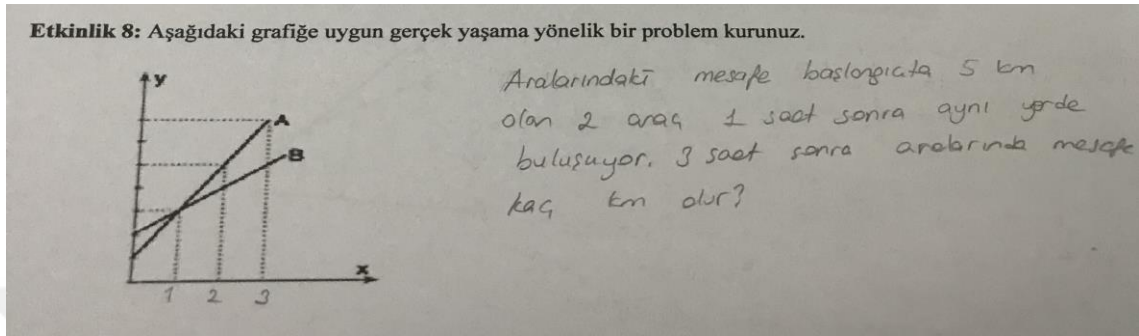 Etkinlik 8: Aşağıdaki grafiğe uygun gerçek yaşama yönelik bir problem kurunuz.
Aralarındaki mesafe başlangıcta 5 km
olan 2 araç 1 saat sonra aynı yerde
buluşuyor. 3 saat sonra aralarında mesafe
kaç km olur?
y
A
B
x
1 2 3